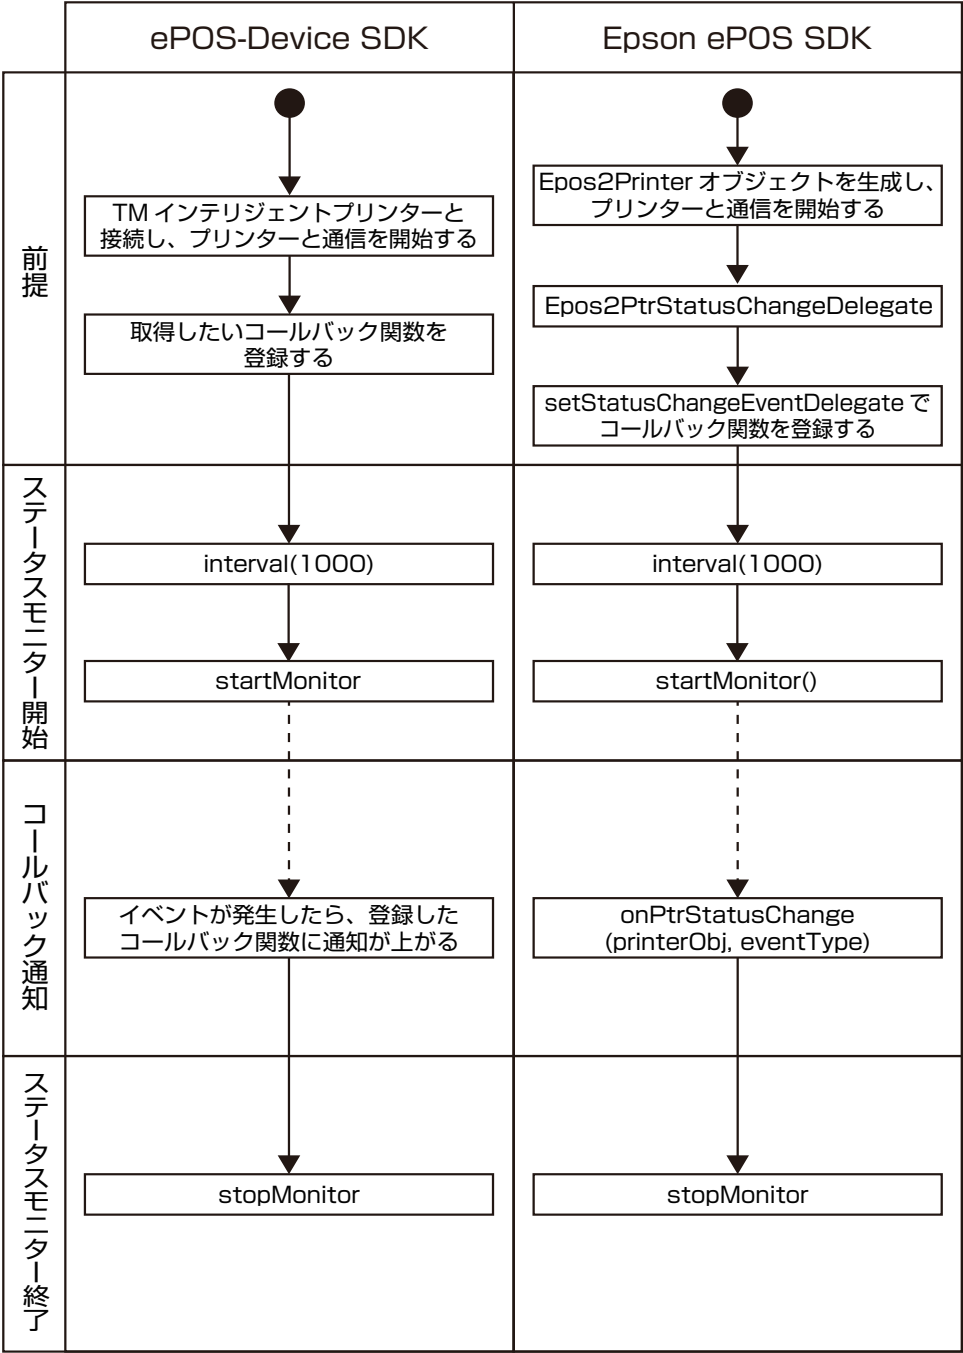 ePOS-Device SDK
Epson ePOS SDK
前提
TM インテリジェントプリンターと
接続し、プリンターと通信を開始する
取得したいコールバック関数を
登録する
Epos2Printer オブジェクトを生成し、
プリンターと通信を開始する
Epos2PtrStatusChangeDelegate
setStatusChangeEventDelegate で
コールバック関数を登録する
ステータスモニター開始
interval(1000)
startMonitor
interval(1000)
startMonitor()
コールバック通知
イベントが発生したら、登録した
コールバック関数に通知が上がる
onPtrStatusChange
(printerObj, eventType)
ステータスモニター終了
stopMonitor
stopMonitor